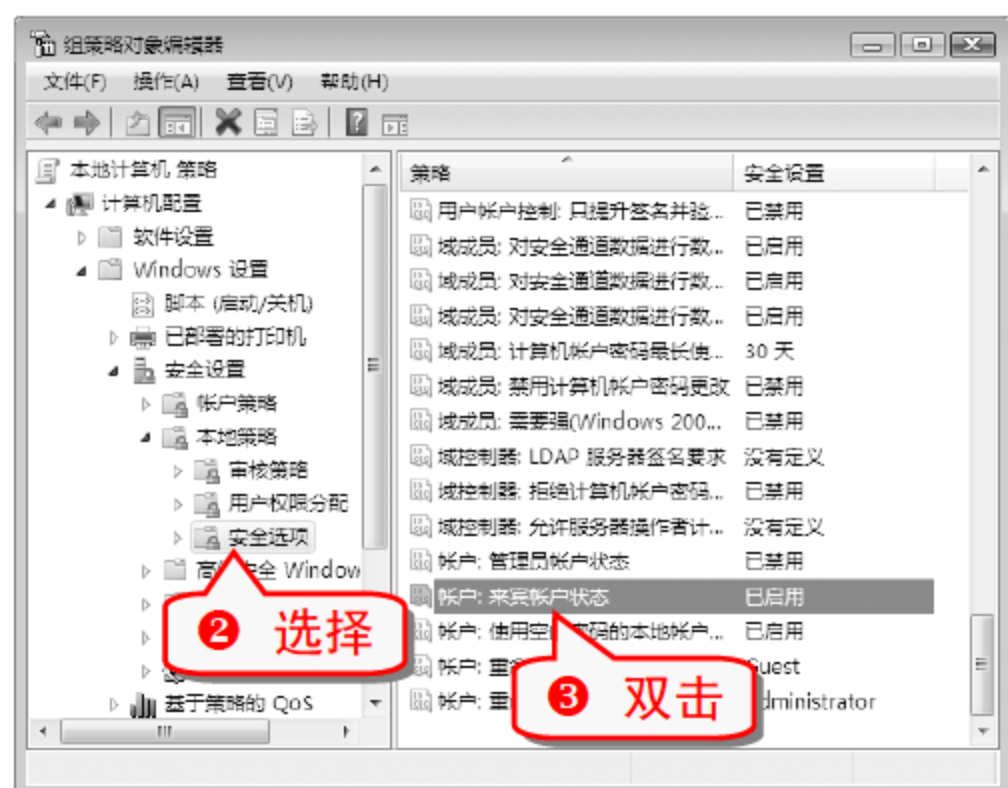 组策略对象编辑器
文件(F) 操作(A) 查看(V) 帮助(H)
本地计算机 策略
计算机配置
软件设置
Windows 设置
脚本 (启动/关机)
已部署的打印机
安全设置
帐户策略
本地策略
审核策略
用户权限分配
安全选项
全 Window
基于策略的 QoS
❷ 选择
策略 安全设置
用户帐户控制: 只提升签名并验... 已禁用
域成员: 对安全通道数据进行数... 已启用
域成员: 对安全通道数据进行数... 已启用
域成员: 对安全通道数据进行数... 已启用
域成员: 计算机帐户密码最长使... 30 天
域成员: 禁用计算机帐户密码更改 已禁用
域成员: 需要强(Windows 200... 已禁用
域控制器: LDAP 服务器签名要求 没有定义
域控制器: 拒绝计算机帐户密码... 已禁用
域控制器: 允许服务器操作者计... 没有定义
帐户: 管理员帐户状态 已禁用
帐户: 来宾帐户状态 已启用
帐户: 使用空 密码的本地帐户... 已启用
帐户: 重 Guest
帐户: 重 dministrator
❸ 双击